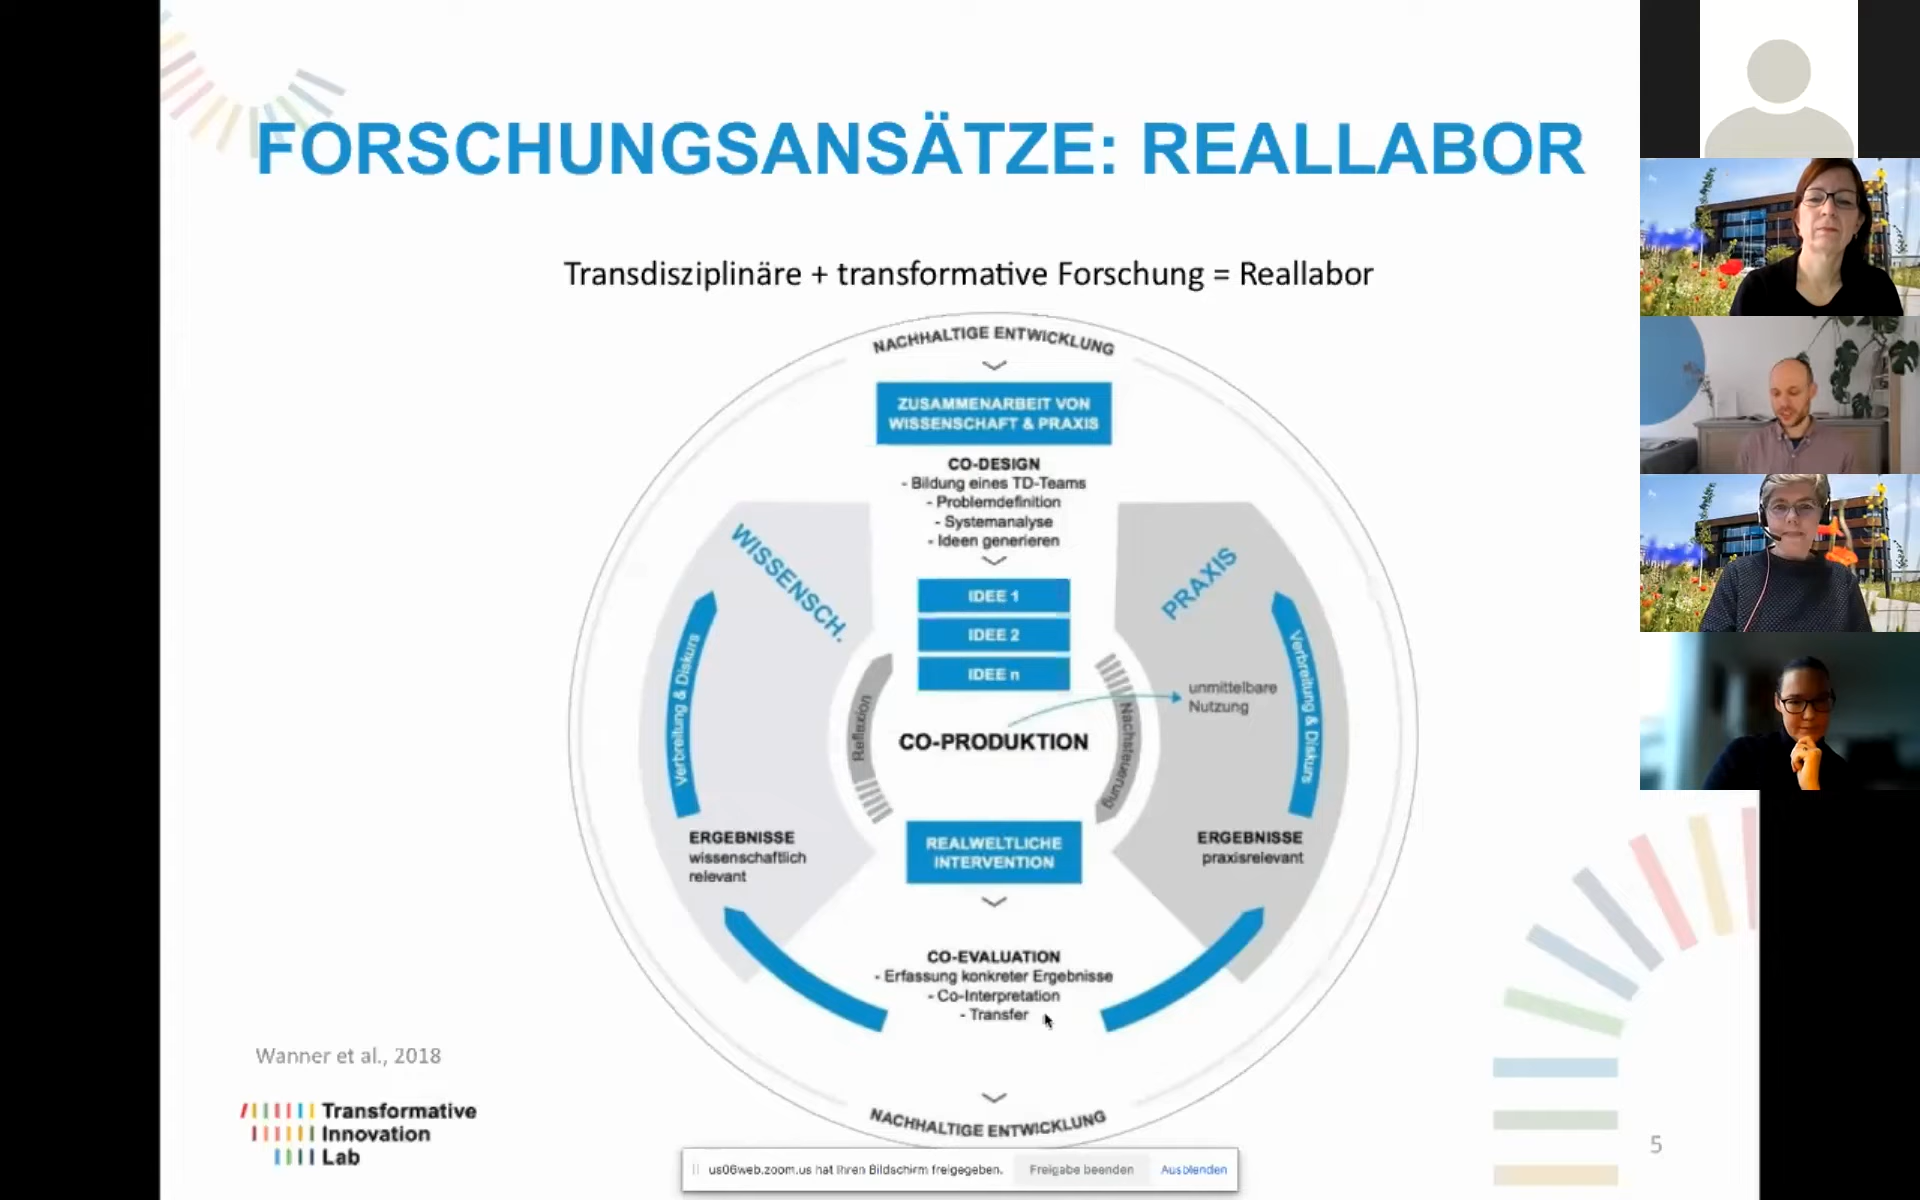 FORSCHUNGSANSÄTZE: REALLABOR
Transdisziplinäre + transformative Forschung = Reallabor
NACHHALTIGE ENTWICKLUNG
ZUSAMMENARBEIT VON
WISSENSCHAFT & PRAXIS
CO-DESIGN
- Bildung eines TD-Teams
- Problemdefinition
- Systemanalyse
- Ideen generieren
WISSENSCH.
PRAXIS
IDEE 1
IDEE 2
IDEE n
Verbreitung & Diskurs
Reflexion
Nachsteuerung
unmittelbare
Nutzung
Verbreitung & Diskurs
CO-PRODUKTION
ERGEBNISSE
wissenschaftlich
relevant
REALWELTLICHE
INTERVENTION
ERGEBNISSE
praxisrelevant
CO-EVALUATION
- Erfassung konkreter Ergebnisse
- Co-Interpretation
- Transfer
NACHHALTIGE ENTWICKLUNG
Wanner et al., 2018
Transformative
Innovation
Lab
5
us06web.zoom.us hat Ihren Bildschirm freigegeben.
Freigabe beenden
Ausblenden